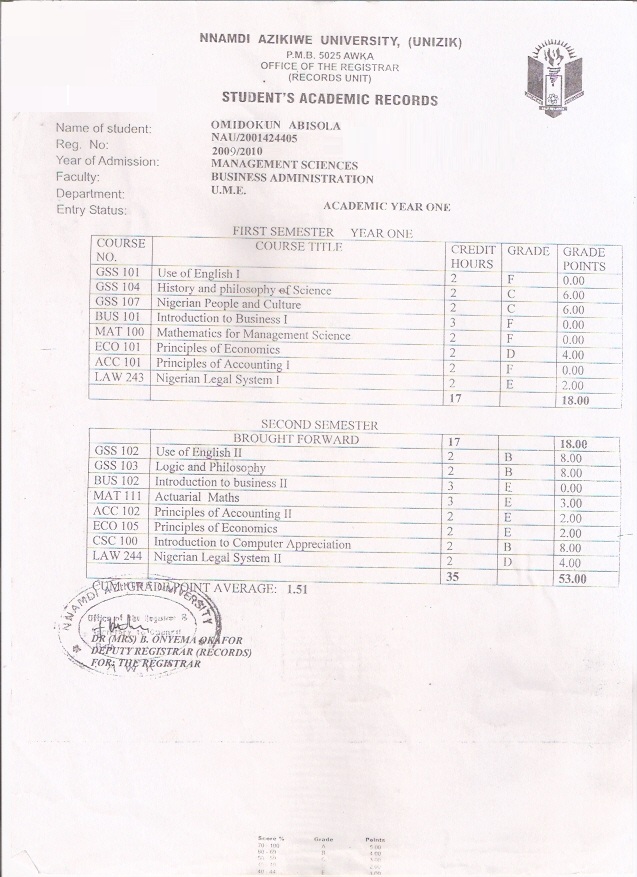 NNAMDI AZIKIWE UNIVERSITY, (UNIZIK)
P.M.B. 5025 AWKA
OFFICE OF THE REGISTRAR
(RECORDS UNIT)
STUDENT'S ACADEMIC RECORDS
Name of student: OMIDOKUN ABISOLA
Reg. No: NAU/2001424405
Year of Admission: 2009/2010
Faculty: MANAGEMENT SCIENCES
Department: BUSINESS ADMINISTRATION
Entry Status: U.M.E.
ACADEMIC YEAR ONE
FIRST SEMESTER YEAR ONE
COURSE NO. COURSE TITLE CREDIT HOURS GRADE GRADE POINTS
GSS 101 Use of English I 2 F 0.00
GSS 104 History and philosophy of Science 2 C 6.00
GSS 107 Nigerian People and Culture 2 C 6.00
BUS 101 Introduction to Business I 3 F 0.00
MAT 100 Mathematics for Management Science 2 F 0.00
ECO 101 Principles of Economics 2 D 4.00
ACC 101 Principles of Accounting I 2 F 0.00
LAW 243 Nigerian Legal System I 2 E 2.00
17 18.00
SECOND SEMESTER
BROUGHT FORWARD 17 18.00
GSS 102 Use of English II 2 B 8.00
GSS 103 Logic and Philosophy 2 B 8.00
BUS 102 Introduction to business II 3 E 0.00
MAT 111 Actuarial Maths 3 E 3.00
ACC 102 Principles of Accounting II 2 E 2.00
ECO 105 Principles of Economics 2 E 2.00
CSC 100 Introduction to Computer Appreciation 2 B 8.00
LAW 244 Nigerian Legal System II 2 D 4.00
35 53.00
CUM. GRADE POINT AVERAGE: 1.51
NNAMDI AZIKIWE UNIVERSITY
Office of the Registrar &
AWKA
DR (MRS) B. ONYEMA OKAFOR
DEPUTY REGISTRAR (RECORDS)
FOR: THE REGISTRAR
Score % Grade Points
70 - 100 A 5.00
60 - 69 B 4.00